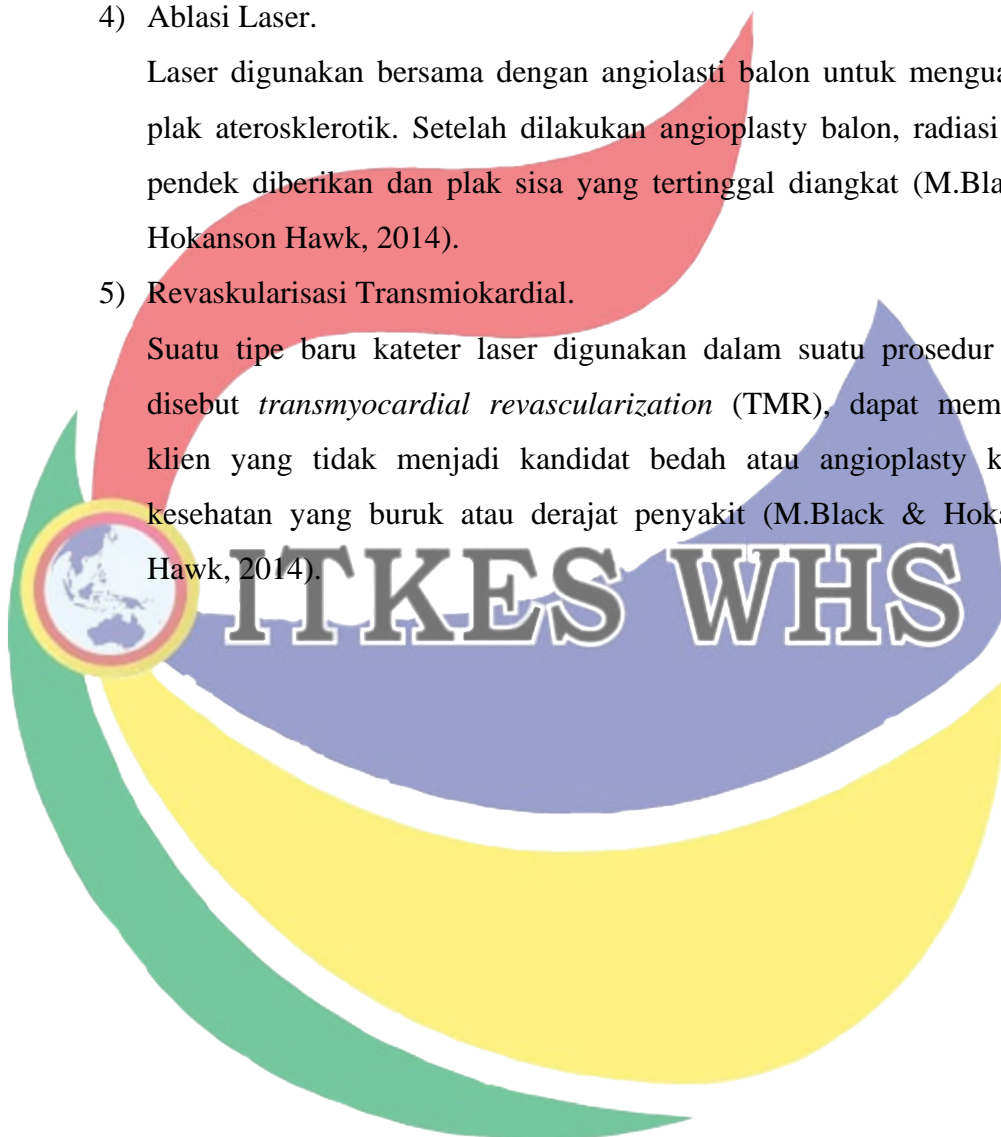 4) Ablasi Laser.
Laser digunakan bersama dengan angiolasti balon untuk mengua
plak aterosklerotik. Setelah dilakukan angioplasty balon, radiasi
pendek diberikan dan plak sisa yang tertinggal diangkat (M.Bla
Hokanson Hawk, 2014).
5) Revaskularisasi Transmiokardial.
Suatu tipe baru kateter laser digunakan dalam suatu prosedur
disebut transmyocardial revascularization (TMR), dapat mem
klien yang tidak menjadi kandidat bedah atau angioplasty k
kesehatan yang buruk atau derajat penyakit (M.Black & Hoka
Hawk, 2014).
ITKES WHS